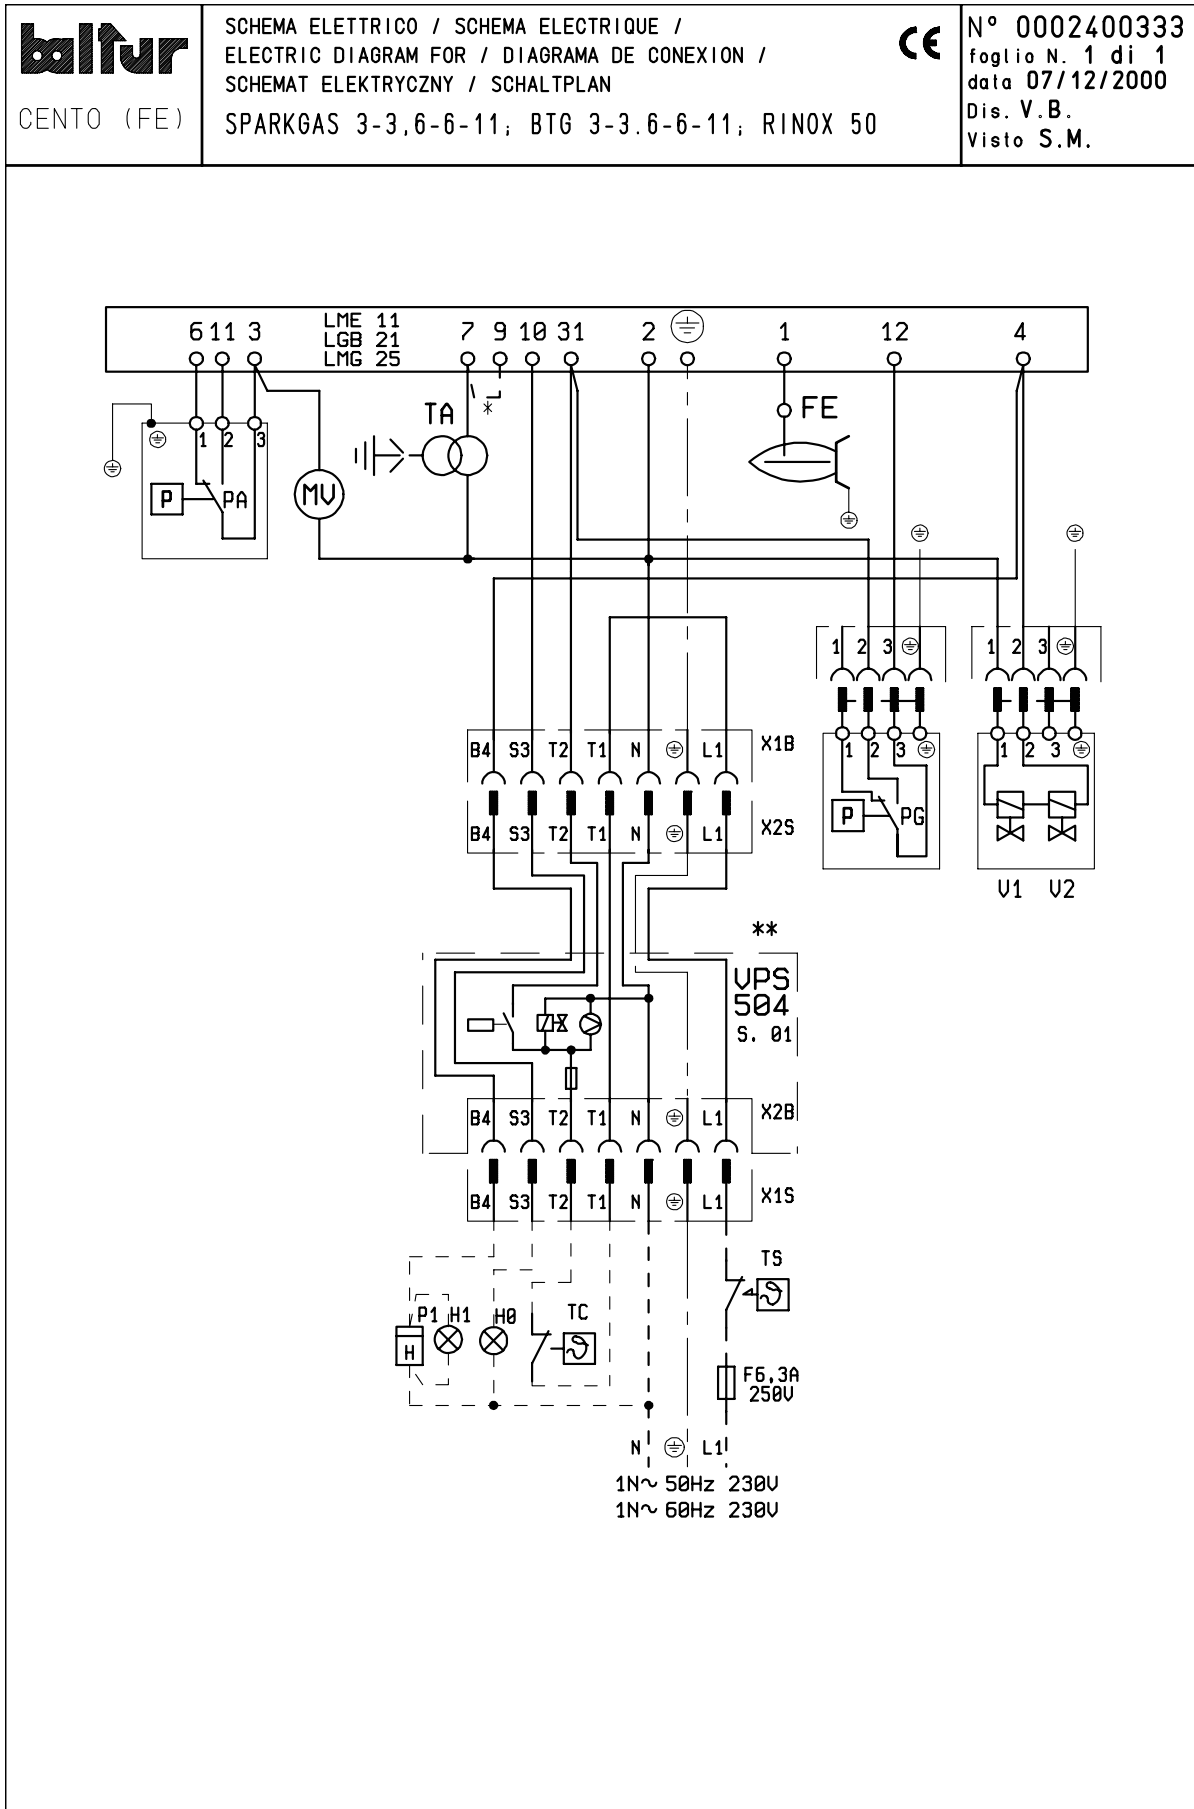 baltur
CENTO (FE)
SCHEMA ELETTRICO / SCHEMA ELECTRIQUE /
ELECTRIC DIAGRAM FOR / DIAGRAMA DE CONEXION /
SCHEMAT ELEKTRYCZNY / SCHALTPLAN
SPARKGAS 3-3,6-6-11; BTG 3-3.6-6-11; RINOX 50
CE
N° 0002400333
foglio N. 1 di 1
data 07/12/2000
Dis. V.B.
Visto S.M.
LME 11
LGB 21
LMG 25
6 11 3 7 9 10 31 2 1 12 4
*
TA
FE
1 2 3
P PA
MV
1 2 3
1 2 3
B4 S3 T2 T1 N L1 X1B
1 2 3
1 2 3
P PG
B4 S3 T2 T1 N L1 X2S
V1 V2
**
VPS
504
S. 01
B4 S3 T2 T1 N L1 X2B
B4 S3 T2 T1 N L1 X1S
TS
P1 H1 H0 TC
H
F6,3A
250V
N L1
1N~ 50Hz 230V
1N~ 60Hz 230V